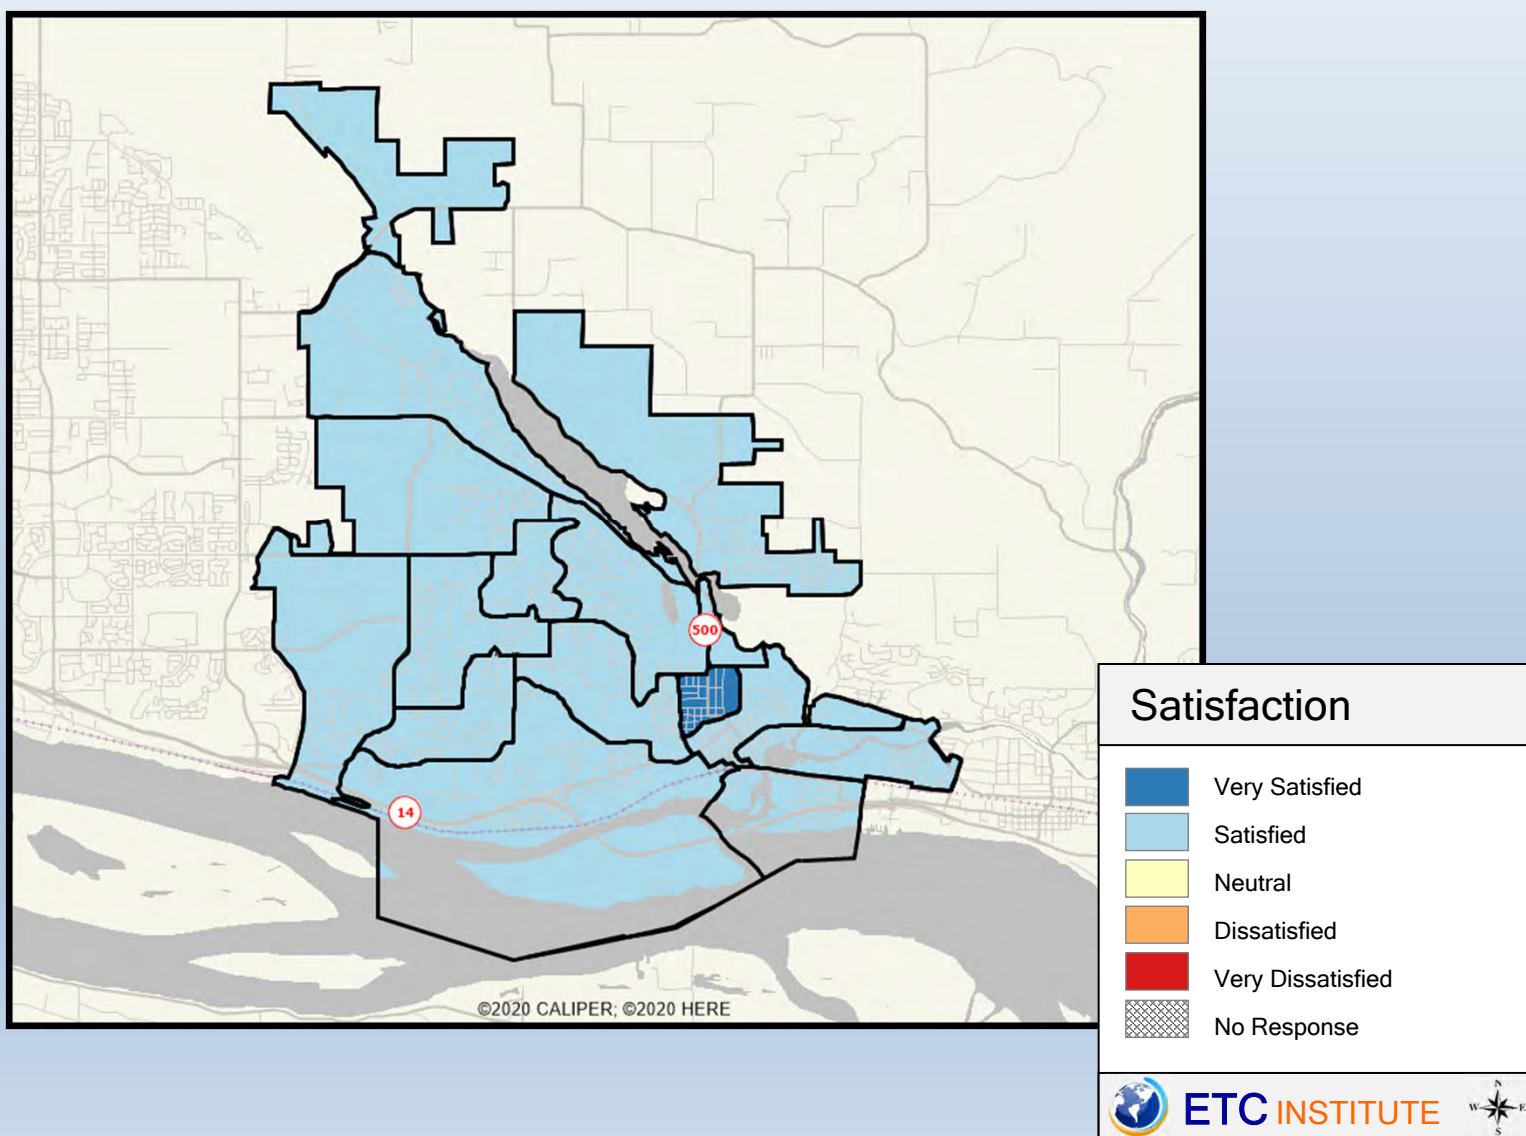 500
14
©2020 CALIPER; ©2020 HERE
Satisfaction
Very Satisfied
Satisfied
Neutral
Dissatisfied
Very Dissatisfied
No Response
ETC INSTITUTE
N
W E
S